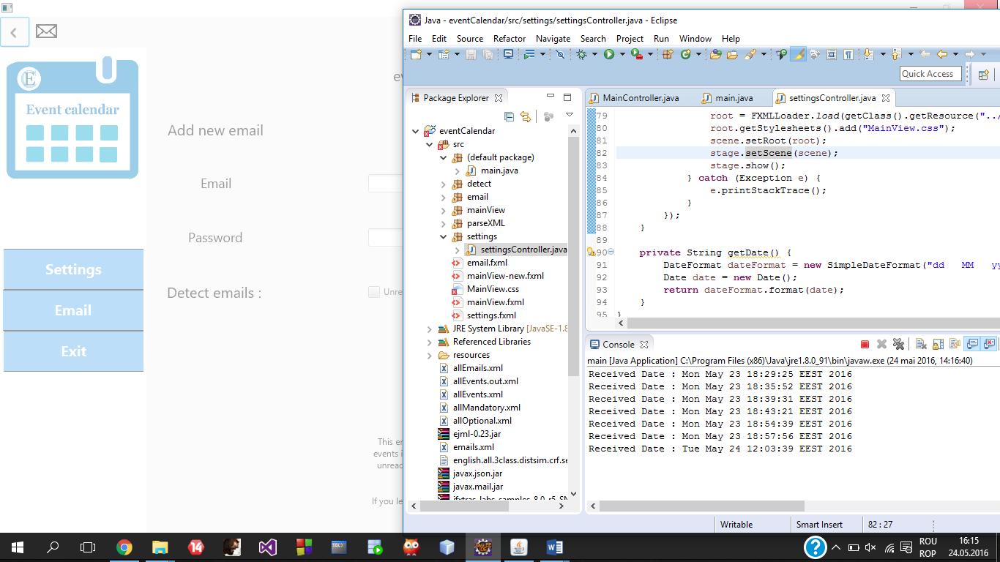 E
Event calendar
Settings
Email
Exit
Add new email
Email
Password
Detect emails :
Unre
This en
events i
unreac
If you le
Java - eventCalendar/src/settings/settingsController.java - Eclipse
File Edit Source Refactor Navigate Search Project Run Window Help
Quick Access
Package Explorer
eventCalendar
src
(default package)
main.java
detect
email
mainView
parseXML
settings
settingsController.java
email.fxml
mainView-new.fxml
MainView.css
mainView.fxml
settings.fxml
JRE System Library [JavaSE-1.8
Referenced Libraries
resources
allEmails.xml
allEvents.out.xml
allEvents.xml
allMandatory.xml
allOptional.xml
ejml-0.23.jar
emails.xml
english.all.3class.distsim.crf.se
javax.json.jar
javax.mail.jar
MainController.java main.java settingsController.java
79 root = FXMLLoader.load(getClass().getResource("../
80 root.getStylesheets().add("MainView.css");
81 scene.setRoot(root);
82 stage.setScene(scene);
83 stage.show();
84 } catch (Exception e) {
85 e.printStackTrace();
86 }
87 });
88 }
89
90 private String getDate() {
91 DateFormat dateFormat = new SimpleDateFormat("dd MM yy
92 Date date = new Date();
93 return dateFormat.format(date);
94 }
95 }
Console
main [Java Application] C:\Program Files (x86)\Java\jre1.8.0_91\bin\javaw.exe (24 mai 2016, 14:16:40)
Received Date : Mon May 23 18:29:25 EEST 2016
Received Date : Mon May 23 18:35:52 EEST 2016
Received Date : Mon May 23 18:39:31 EEST 2016
Received Date : Mon May 23 18:43:21 EEST 2016
Received Date : Mon May 23 18:54:39 EEST 2016
Received Date : Mon May 23 18:57:56 EEST 2016
Received Date : Tue May 24 12:03:39 EEST 2016
Writable Smart Insert 82 : 27
14
ROU
ROP
16:15
24.05.2016